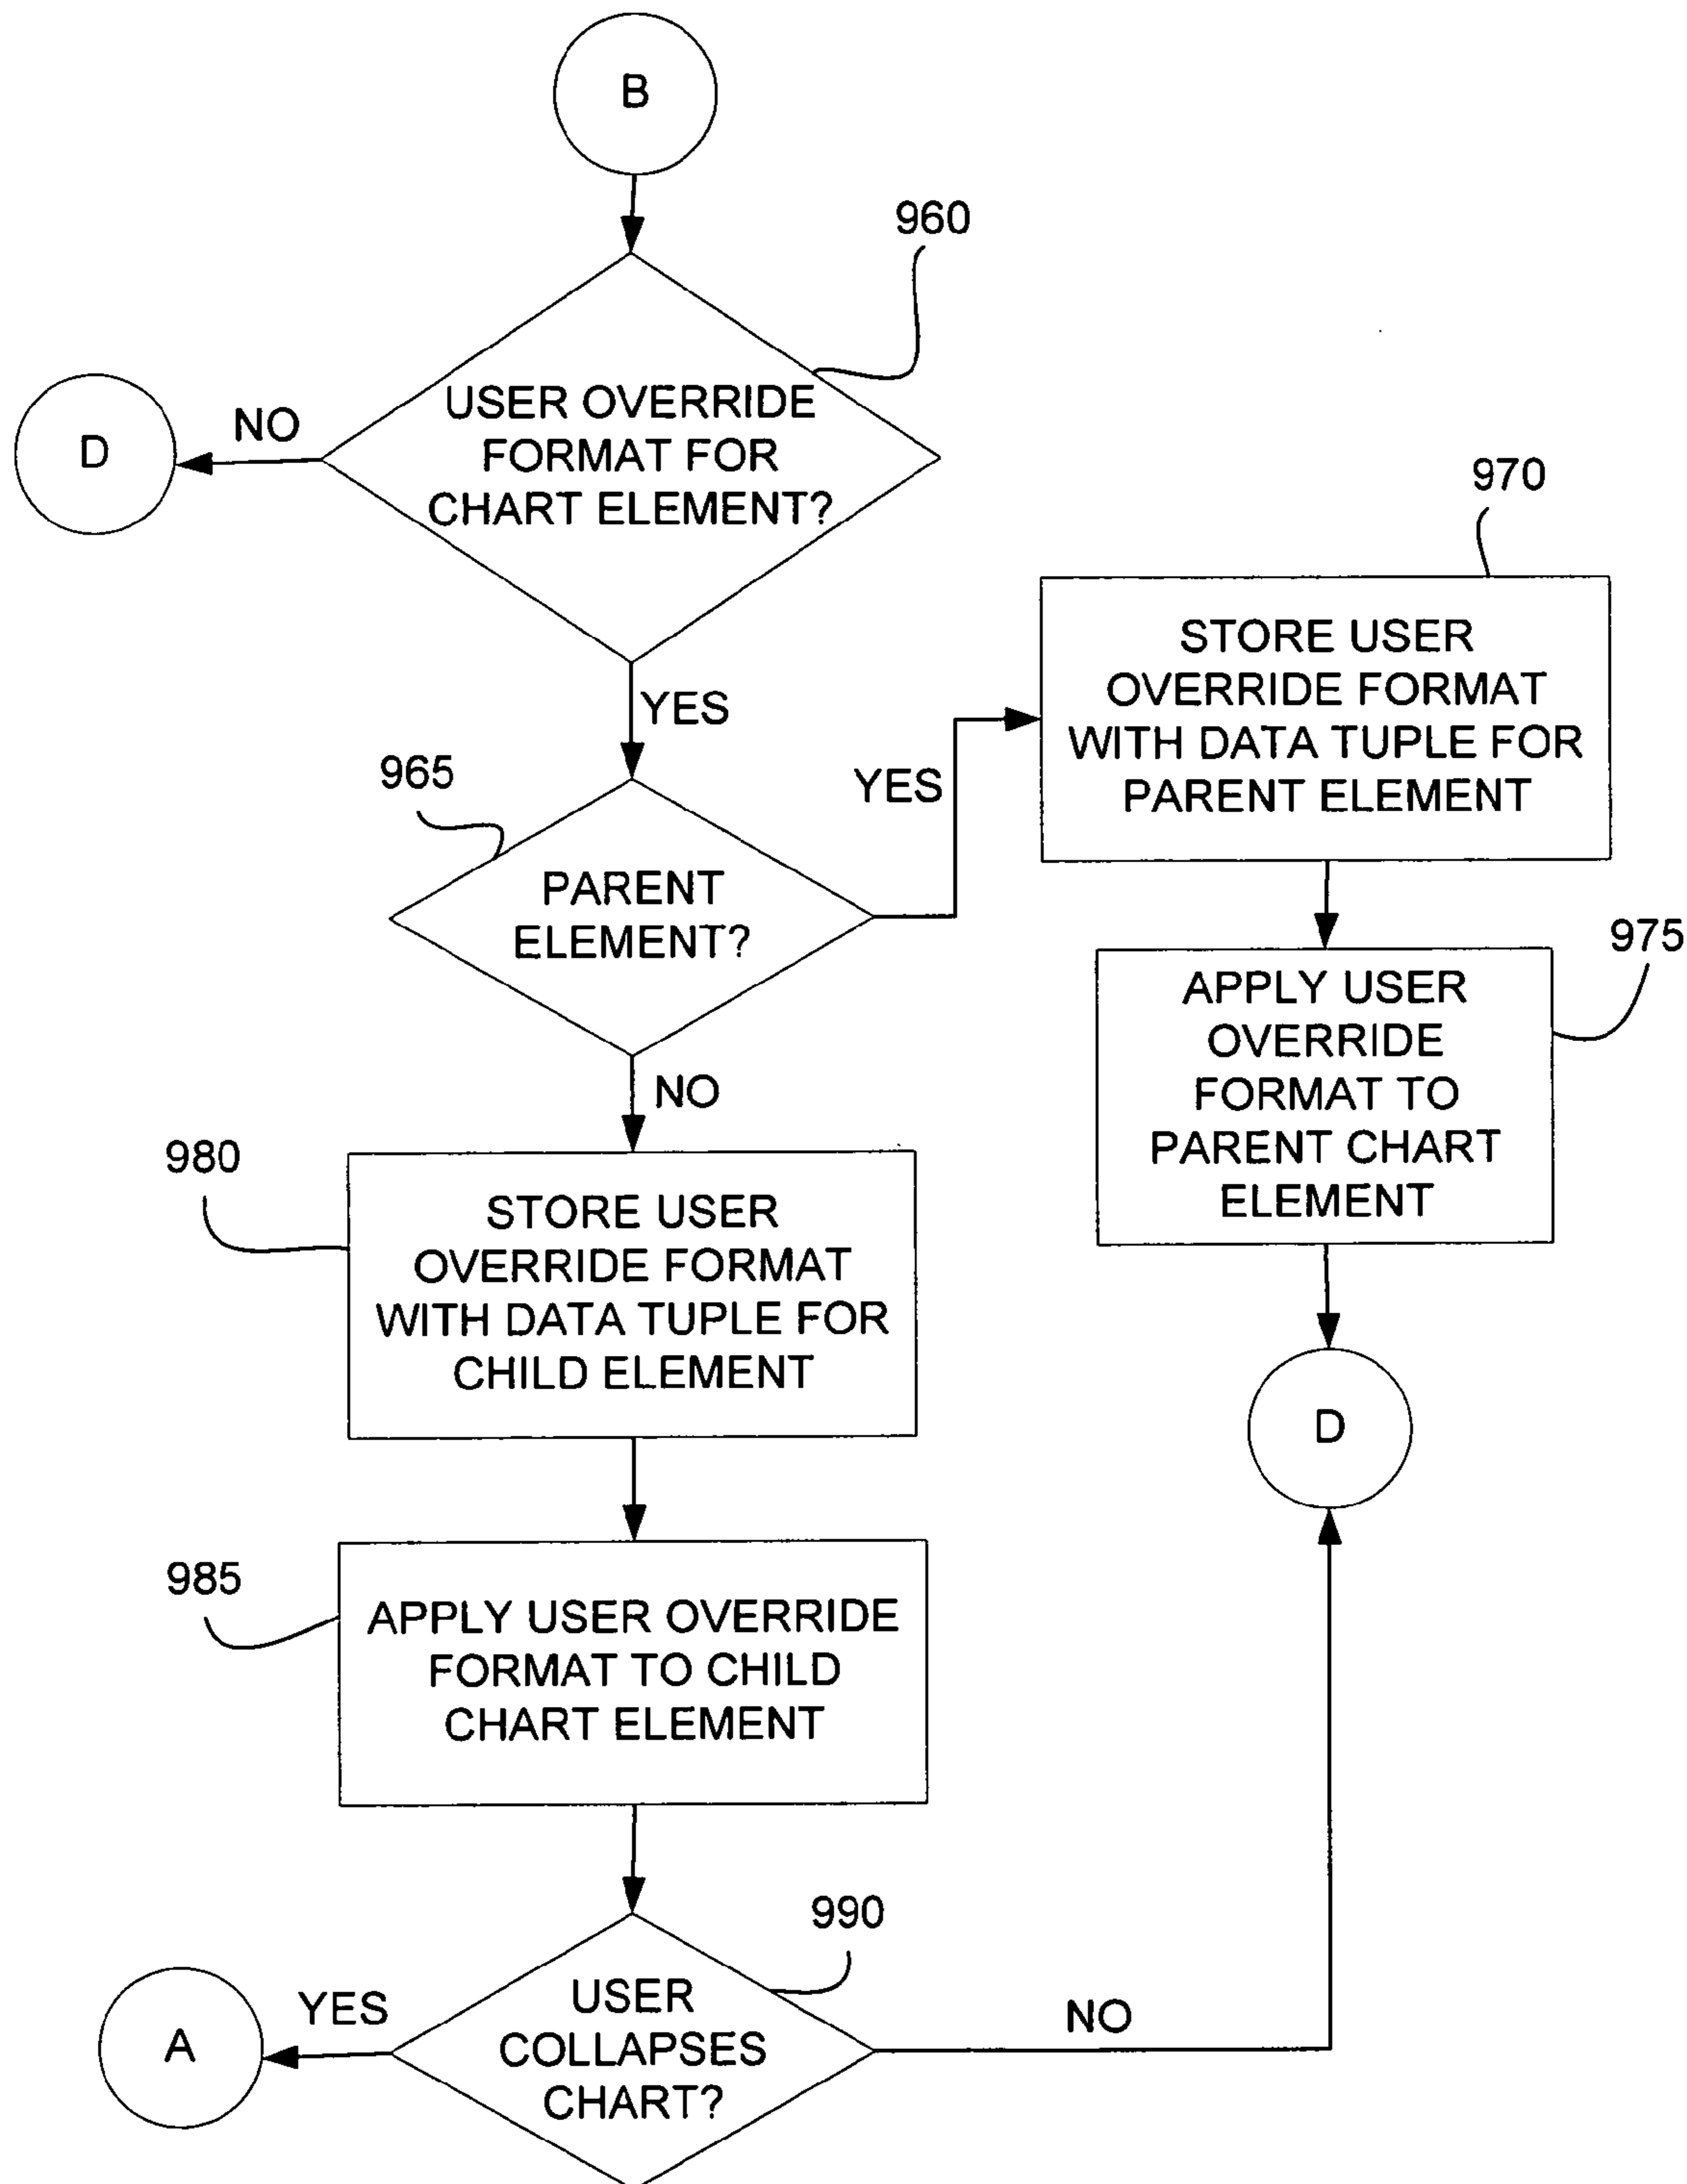 B
960
USER OVERRIDE
FORMAT FOR
CHART ELEMENT?
NO
D
YES
965
PARENT
ELEMENT?
YES
970
STORE USER
OVERRIDE FORMAT
WITH DATA TUPLE FOR
PARENT ELEMENT
975
APPLY USER
OVERRIDE
FORMAT TO
PARENT CHART
ELEMENT
D
NO
980
STORE USER
OVERRIDE FORMAT
WITH DATA TUPLE FOR
CHILD ELEMENT
985
APPLY USER OVERRIDE
FORMAT TO CHILD
CHART ELEMENT
990
USER
COLLAPSES
CHART?
YES
A
NO